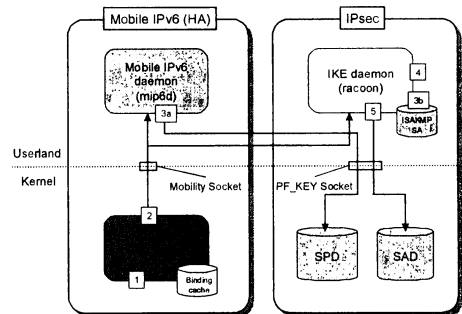 Mobile IPv6 (HA)
IPsec
Mobile IPv6
daemon
(mip6d)
3a
IKE daemon
(racoon)
4
3b
5
ISAKMP
SA
Userland
Kernel
Mobility Socket
PF_KEY Socket
2
1
Binding
cache
SPD
SAD